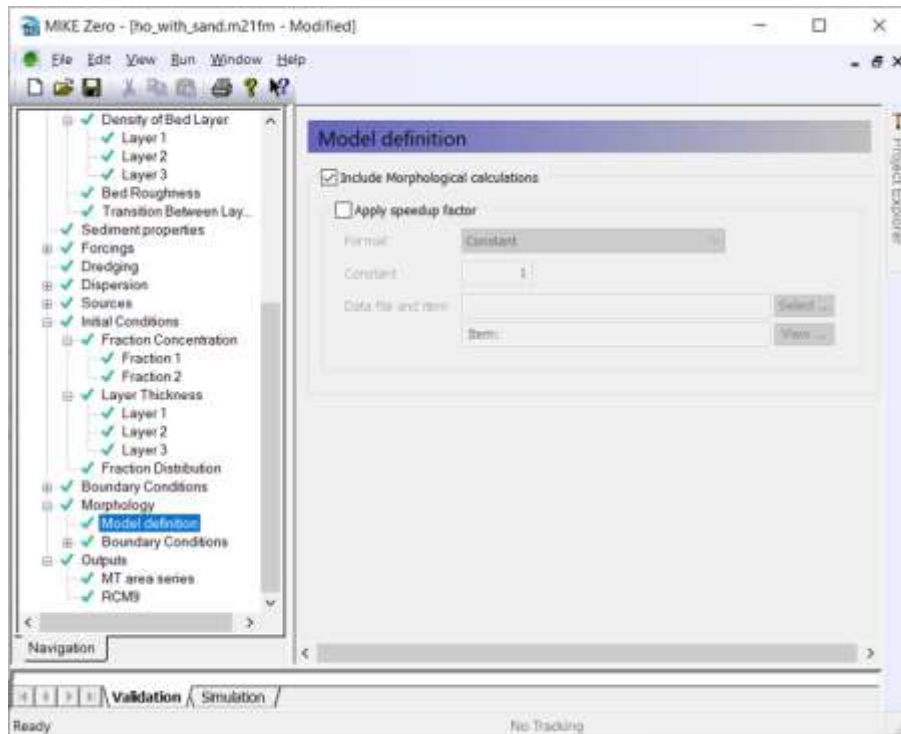 MIKE Zero - [ho_with_sand.m21fm - Modified]
File Edit View Run Window Help
Density of Bed Layer
Layer 1
Layer 2
Layer 3
Bed Roughness
Transition Between Lay...
Sediment properties
Forcings
Dredging
Dispersion
Sources
Initial Conditions
Fraction Concentration
Fraction 1
Fraction 2
Layer Thickness
Layer 1
Layer 2
Layer 3
Fraction Distribution
Boundary Conditions
Morphology
Model definition
Boundary Conditions
Outputs
MT area series
RCM9
Navigation
Model definition
Include Morphological calculations
Apply speedup factor
Format Constant
Constant 1
Data file and item Select ...
Item: View ...
Project Explorer
Validation Simulation
Ready No Tracking